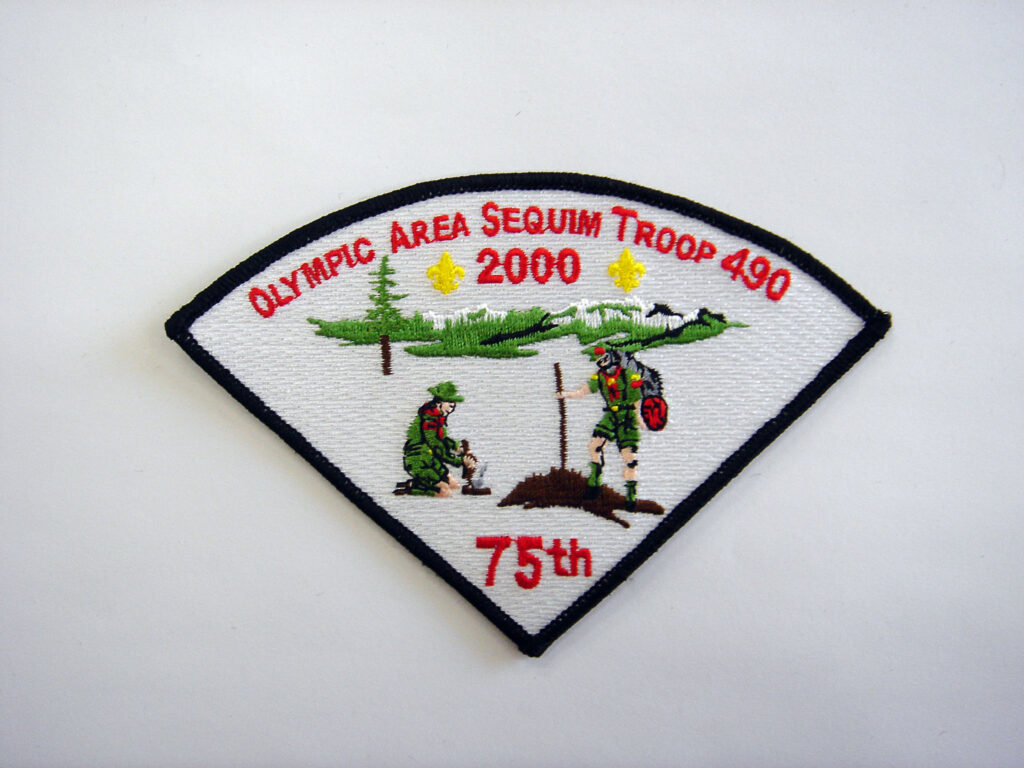 OLYMPIC AREA SEQUIM TROOP 490
2000
75th